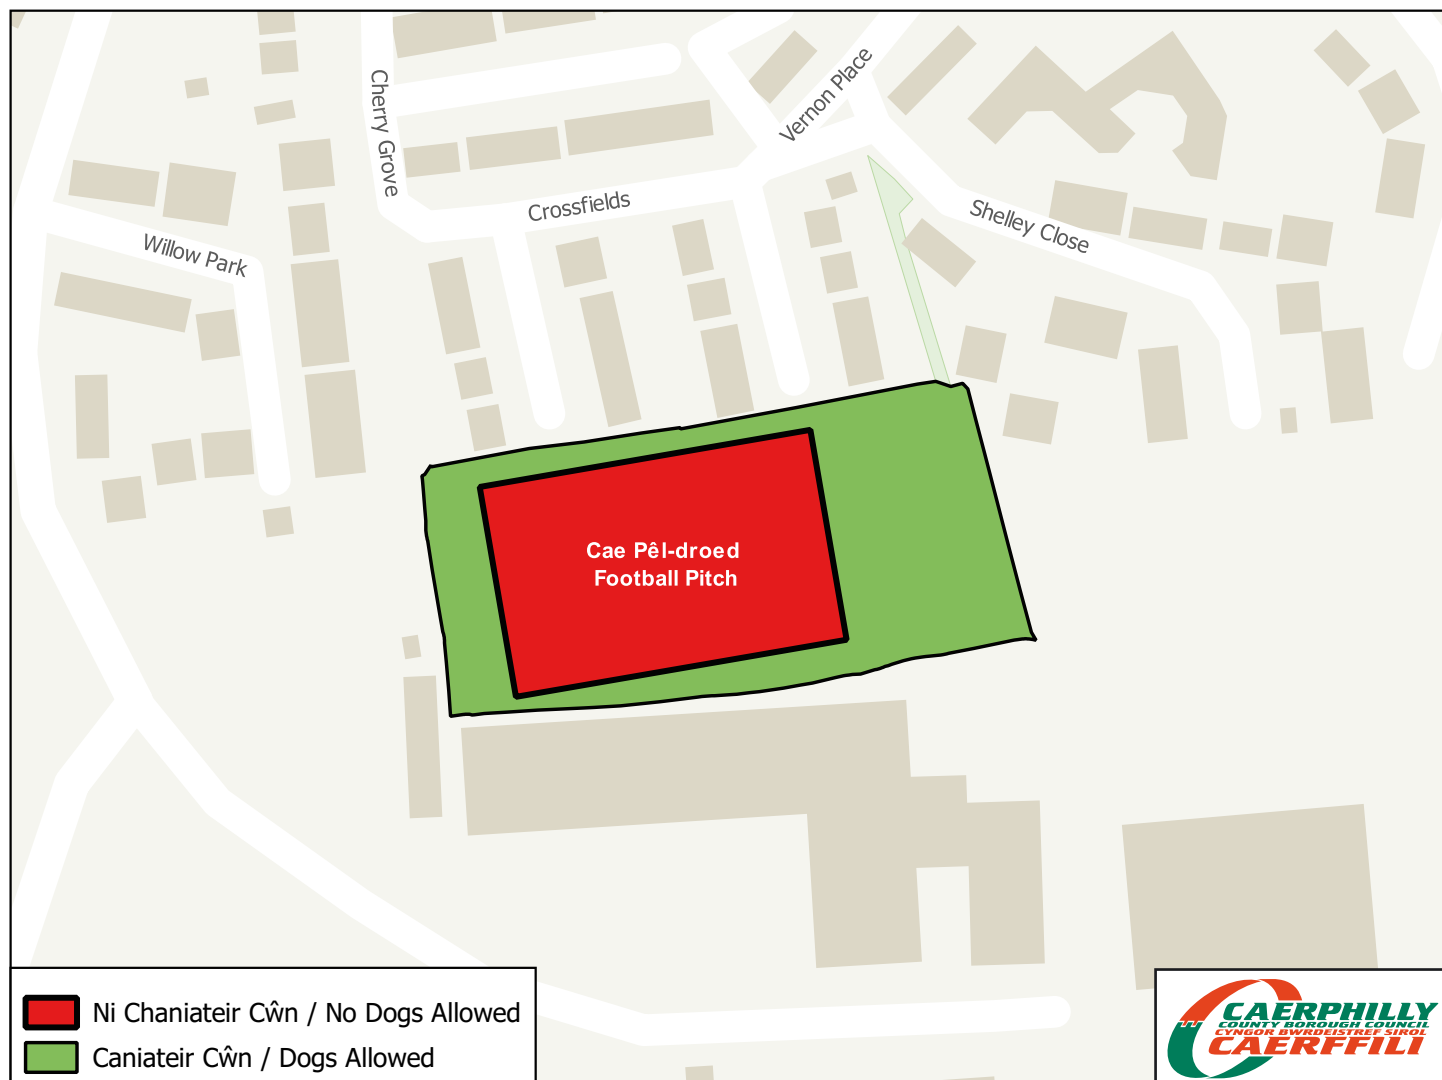 Cherry Grove
Vernon Place
Crossfields
Shelley Close
Willow Park
Cae Pêl-droed
Football Pitch
Ni Chaniateir Cŵn / No Dogs Allowed
Caniateir Cŵn / Dogs Allowed
CAERPHILLY
COUNTY BOROUGH COUNCIL
CYNGOR BWRDEISTREF SIROL
CAERFFILI